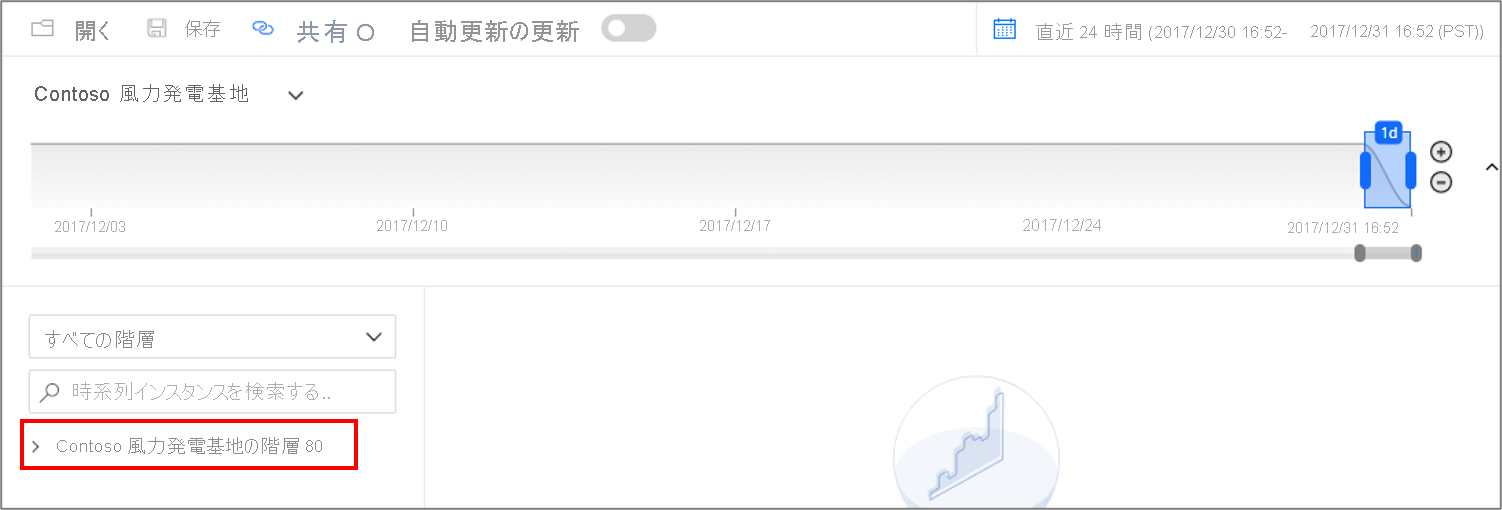 開く 保存 共有 自動更新の更新 直近 24 時間 (2017/12/30 16:52- 2017/12/31 16:52 (PST))
Contoso 風力発電基地
1d
2017/12/03 2017/12/10 2017/12/17 2017/12/24 2017/12/31 16:52
すべての階層
時系列インスタンスを検索する..
Contoso 風力発電基地の階層 80